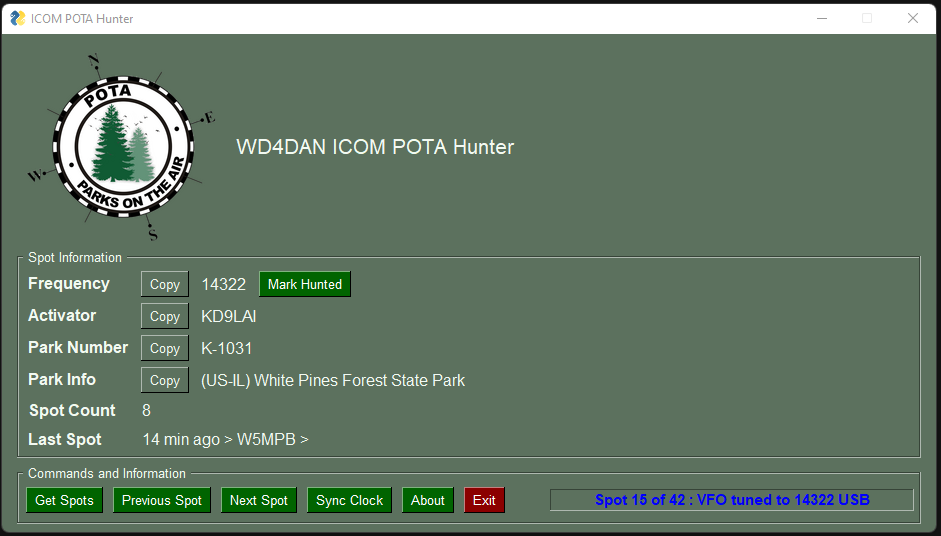 ICOM POTA Hunter
N
POTA
E
W
PARKS ON THE AIR
S
WD4DAN ICOM POTA Hunter
Spot Information
Frequency Copy 14322 Mark Hunted
Activator Copy KD9LAI
Park Number Copy K-1031
Park Info Copy (US-IL) White Pines Forest State Park
Spot Count 8
Last Spot 14 min ago > W5MPB >
Commands and Information
Get Spots Previous Spot Next Spot Sync Clock About Exit Spot 15 of 42 : VFO tuned to 14322 USB